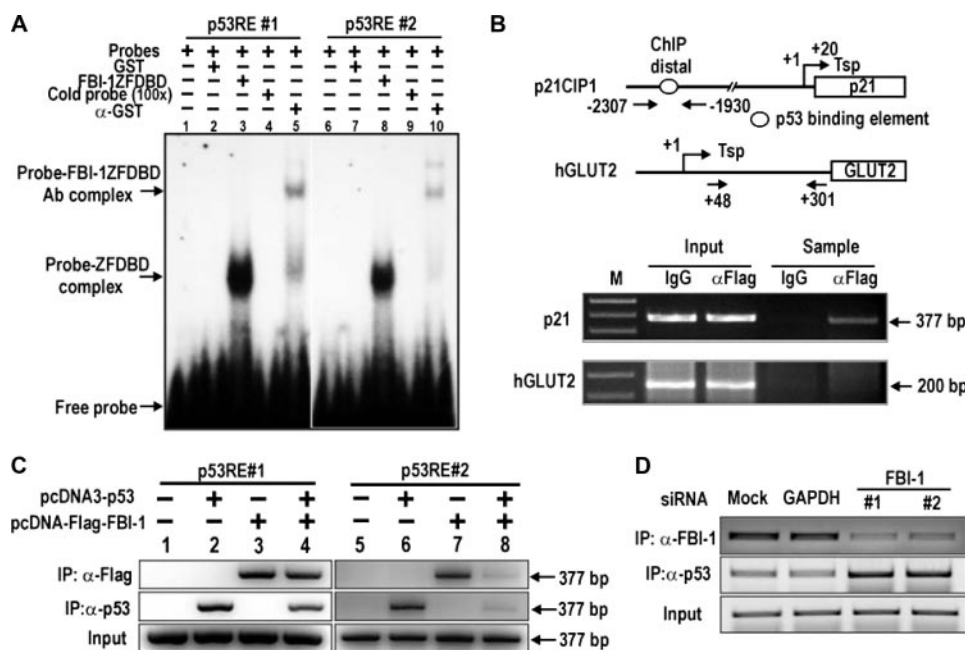 A
p53RE #1 p53RE #2
Probes + + + + + + + + + +
GST - + - - - - + - - -
FBI-1ZFDBD - - + + + - - + + +
Cold probe (100x) - - - + - - - - + -
α-GST - - - - + - - - - +
1 2 3 4 5 6 7 8 9 10
Probe-FBI-1ZFDBD
Ab complex
Probe-ZFDBD
complex
Free probe
B
ChIP
distal
+1 +20
Tsp
p21CIP1
p21
-2307 -1930
p53 binding element
+1 Tsp
hGLUT2
GLUT2
+48 +301
Input Sample
M IgG αFlag IgG αFlag
p21 377 bp
hGLUT2 200 bp
C
p53RE#1 p53RE#2
pcDNA3-p53 − + − + − + − +
pcDNA-Flag-FBI-1 − − + + − − + +
1 2 3 4 5 6 7 8
IP: α-Flag 377 bp
IP:α-p53 377 bp
Input 377 bp
D
FBI-1
siRNA Mock GAPDH #1 #2
IP: α-FBI-1
IP:α-p53
Input